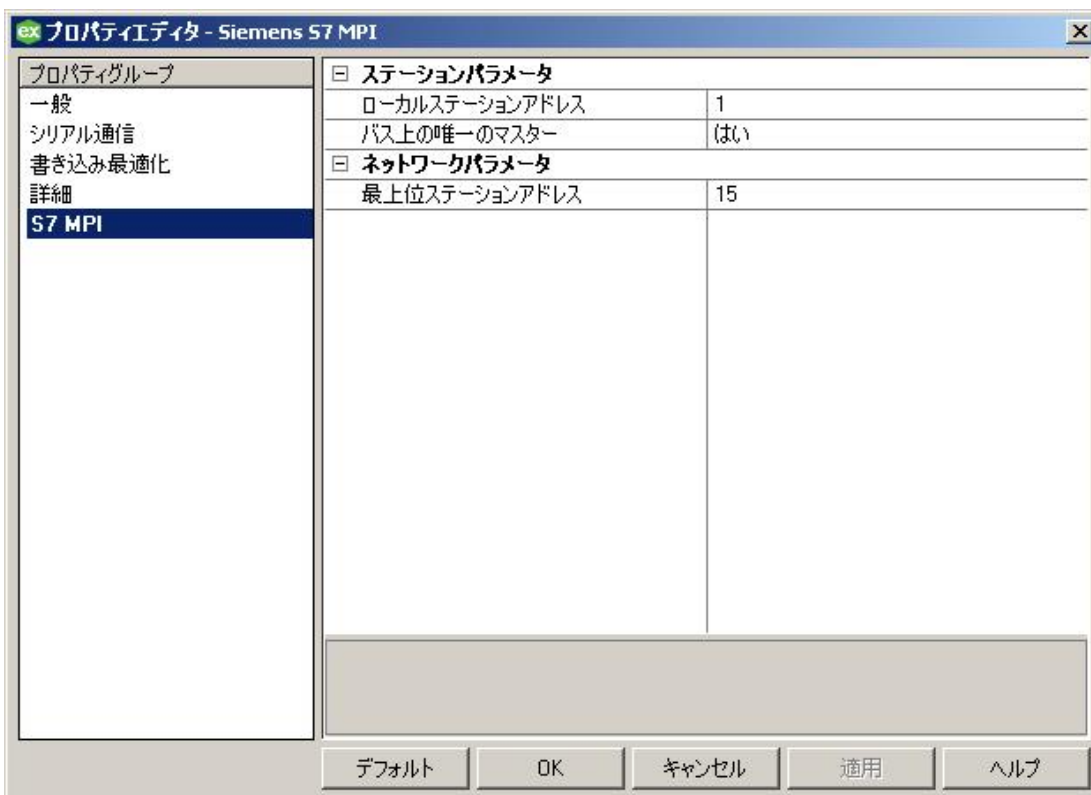 ex プロパティエディタ - Siemens S7 MPI
プロパティグループ
一般
シリアル通信
書き込み最適化
詳細
S7 MPI
ステーションパラメータ
ローカルステーションアドレス 1
バス上の唯一のマスター はい
ネットワークパラメータ
最上位ステーションアドレス 15
デフォルト OK キャンセル 適用 ヘルプ